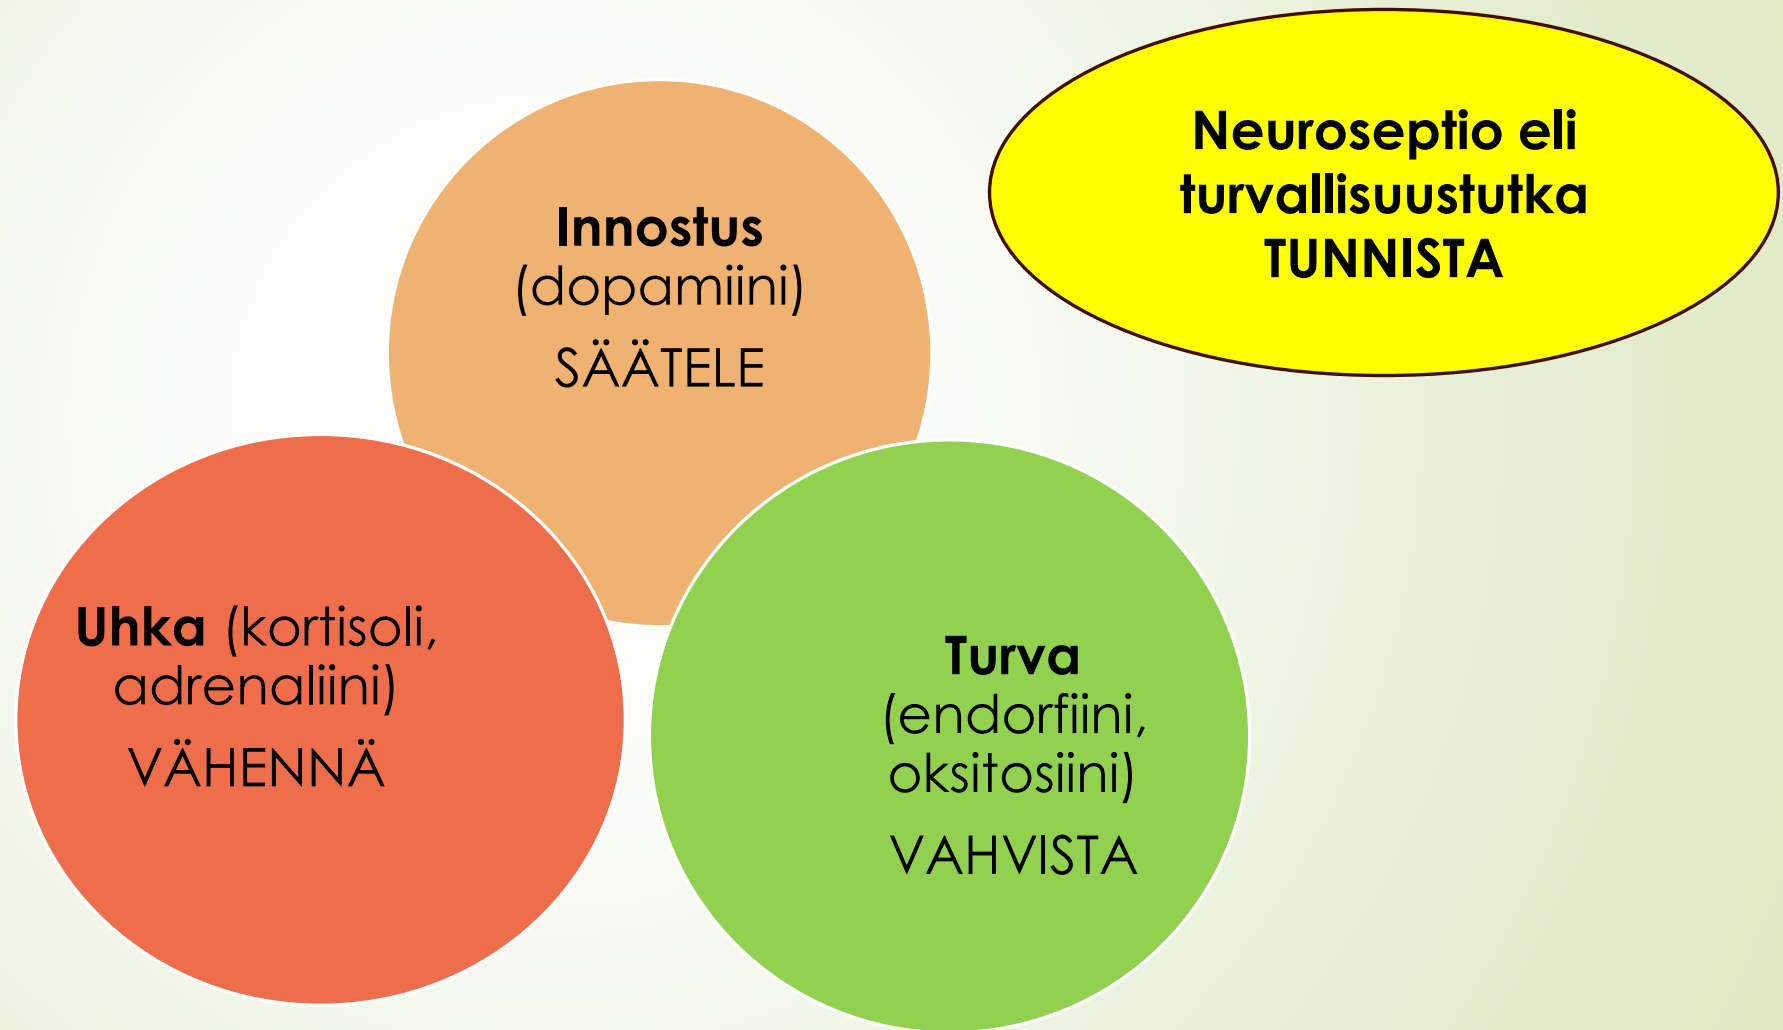 Neuroseptio eli
turvallisuustutka
TUNNISTA
Innostus
(dopamiini)
SÄÄTELE
Uhka (kortisoli,
adrenaliini)
VÄHENNÄ
Turva
(endorfiini,
oksitosiini)
VAHVISTA